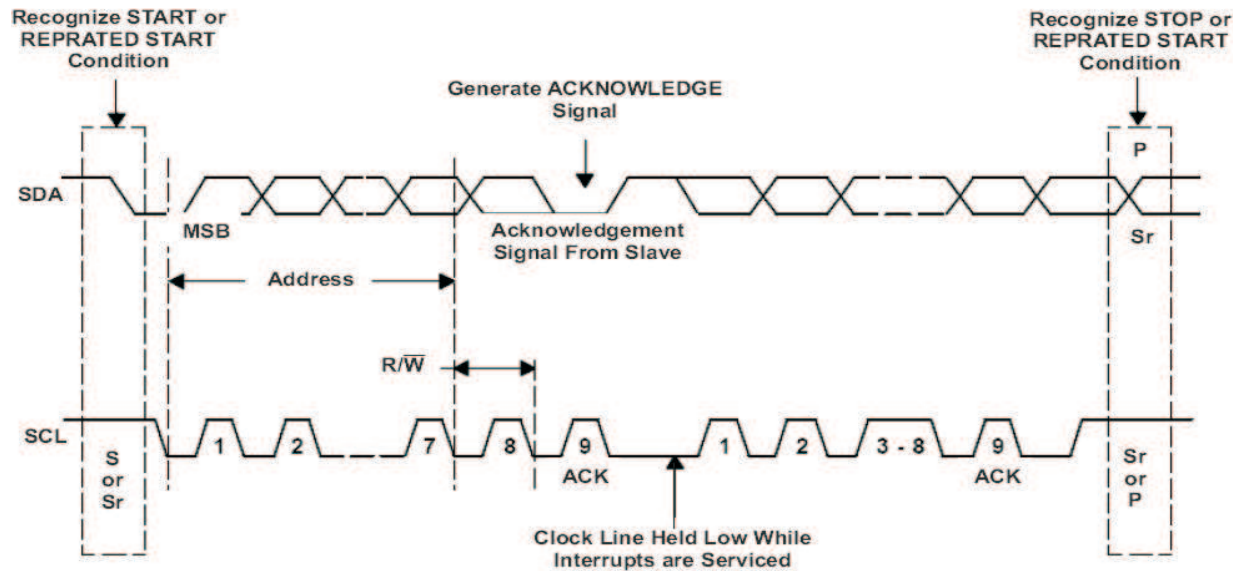 Recognize START or
REPRATED START
Condition
Recognize STOP or
REPRATED START
Condition
Generate ACKNOWLEDGE
Signal
P
SDA
MSB
Acknowledgement
Signal From Slave
Sr
Address
R/W̅
SCL
1
2
7
8
9
1
2
3 - 8
9
ACK
ACK
S
or
Sr
Sr
or
P
Clock Line Held Low While
Interrupts are Serviced